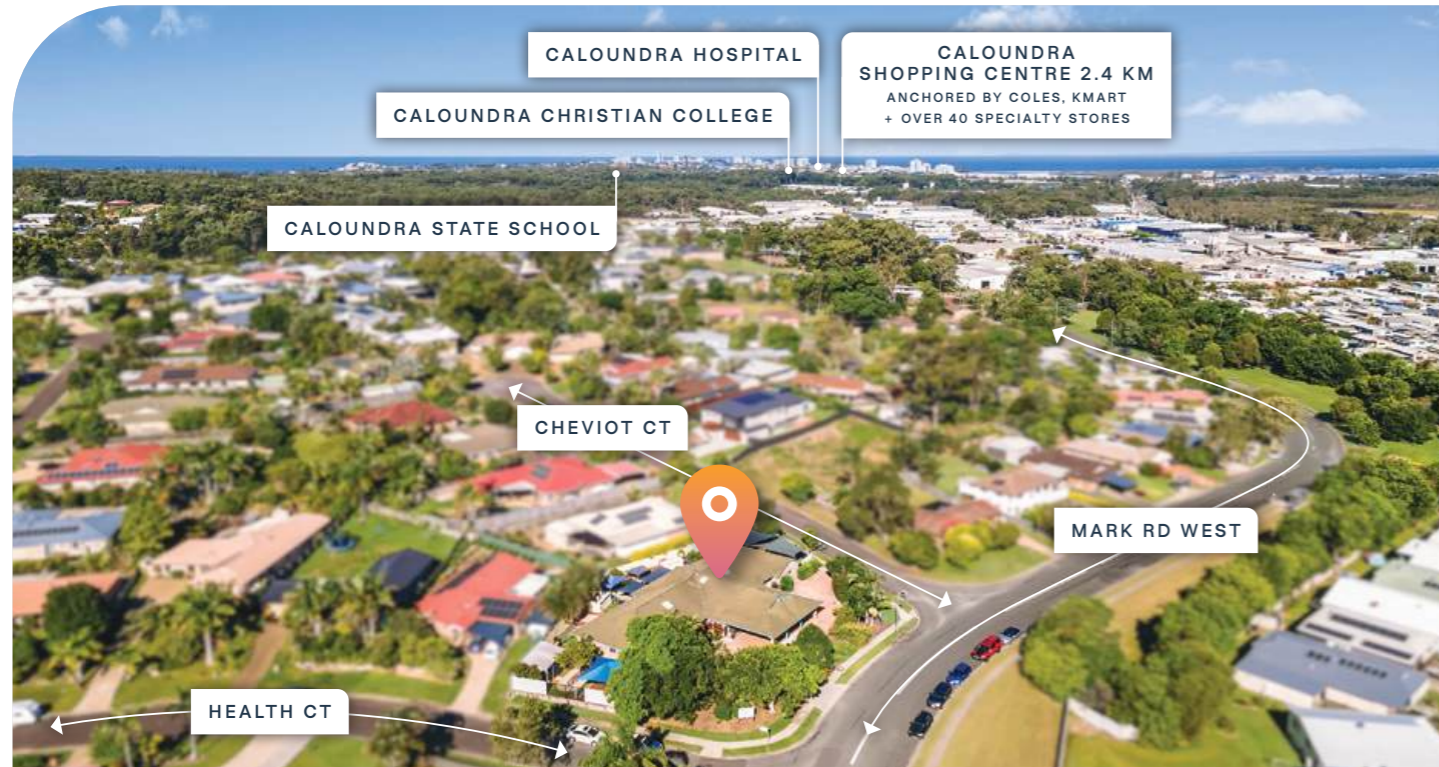 CALOUNDRA HOSPITAL
CALOUNDRA
SHOPPING CENTRE 2.4 KM
ANCHORED BY COLES, KMART
+ OVER 40 SPECIALTY STORES
CALOUNDRA CHRISTIAN COLLEGE
CALOUNDRA STATE SCHOOL
CHEVIOT CT
MARK RD WEST
HEALTH CT